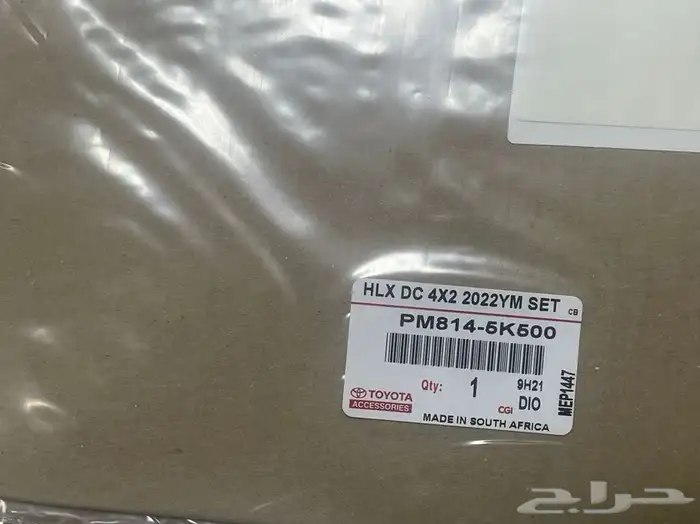 HLX DC 4X2 2022YM SET CB
PM814-5K500
Qty: 1 9H21
CGI DIO
MEP1447
TOYOTA
ACCESSORIES
MADE IN SOUTH AFRICA
حراج